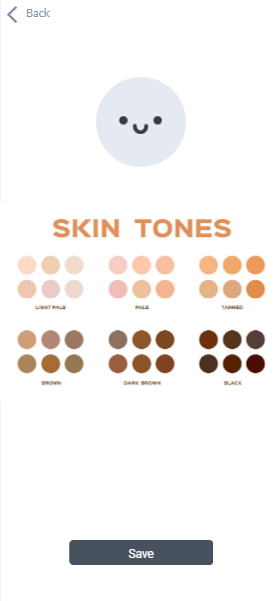 Back
SKIN TONES
LIGHT PALE
PALE
TANNED
BROWN
DARK BROWN
BLACK
Save